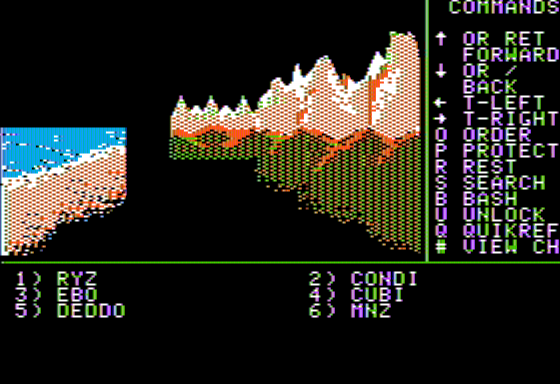 COMMANDS
↑ OR RET
FORWARD
↓ OR /
BACK
← T-LEFT
→ T-RIGHT
O ORDER
P PROTECT
R REST
S SEARCH
B BASH
U UNLOCK
Q QUIKREF
# VIEW CH
1) RYZ 2) CONDI
3) EBO 4) CUBI
5) DEDDO 6) MNZ